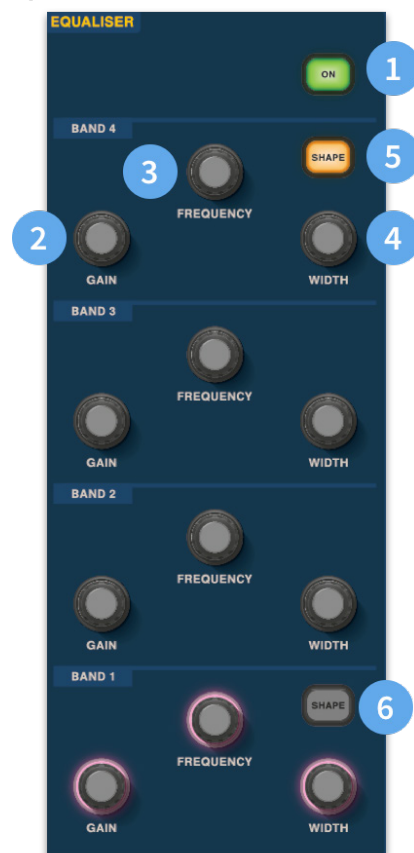 EQUALISER
1
ON
BAND 4
5
SHAPE
3
FREQUENCY
2
4
GAIN
WIDTH
BAND 3
FREQUENCY
GAIN
WIDTH
BAND 2
FREQUENCY
GAIN
WIDTH
BAND 1
SHAPE
6
FREQUENCY
GAIN
WIDTH